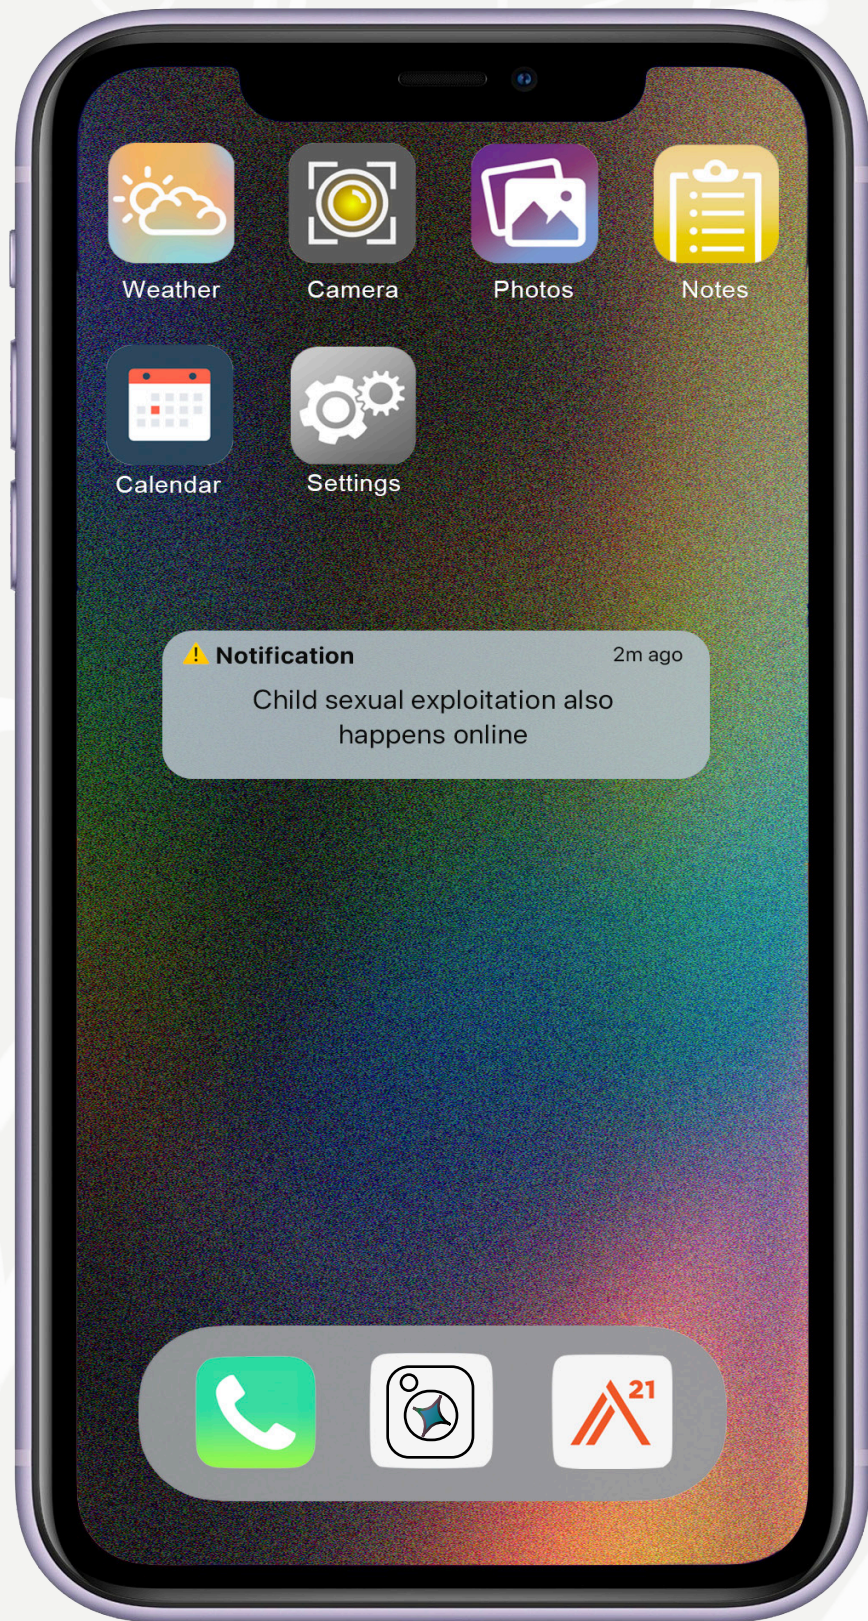 Weather
Camera
Photos
Notes
Calendar
Settings
Notification
2m ago
Child sexual exploitation also
happens online
21